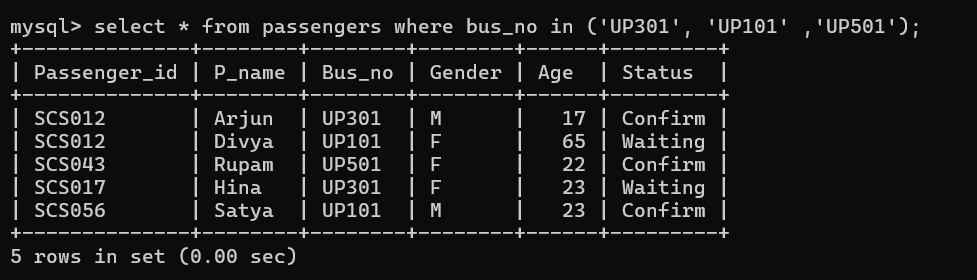 mysql> select * from passengers where bus_no in ('UP301', 'UP101' ,'UP501');
+--------------+--------+--------+--------+------+---------+
| Passenger_id | P_name | Bus_no | Gender | Age  | Status  |
+--------------+--------+--------+--------+------+---------+
| SCS012       | Arjun  | UP301  | M      |   17 | Confirm |
| SCS012       | Divya  | UP101  | F      |   65 | Waiting |
| SCS043       | Rupam  | UP501  | F      |   22 | Confirm |
| SCS017       | Hina   | UP301  | F      |   23 | Waiting |
| SCS056       | Satya  | UP101  | M      |   23 | Confirm |
+--------------+--------+--------+--------+------+---------+
5 rows in set (0.00 sec)